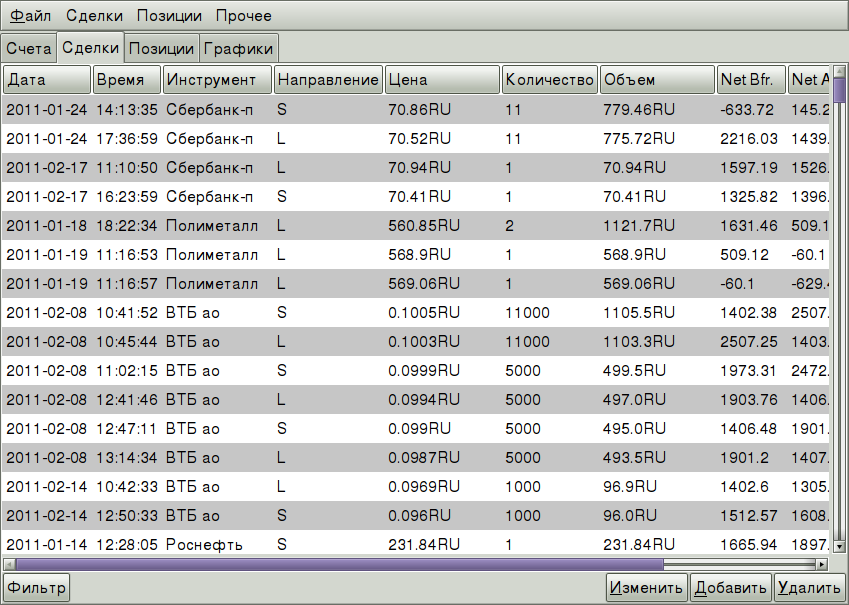 Файл Сделки Позиции Прочее
Счета Сделки Позиции Графики
Дата Время Инструмент Направление Цена Количество Объем Net Bfr. Net A
2011-01-24 14:13:35 Сбербанк-п S 70.86RU 11 779.46RU -633.72 145.2
2011-01-24 17:36:59 Сбербанк-п L 70.52RU 11 775.72RU 2216.03 1439.
2011-02-17 11:10:50 Сбербанк-п L 70.94RU 1 70.94RU 1597.19 1526.
2011-02-17 16:23:59 Сбербанк-п S 70.41RU 1 70.41RU 1325.82 1396.
2011-01-18 18:22:34 Полиметалл L 560.85RU 2 1121.7RU 1631.46 509.1
2011-01-19 11:16:53 Полиметалл L 568.9RU 1 568.9RU 509.12 -60.1
2011-01-19 11:16:57 Полиметалл L 569.06RU 1 569.06RU -60.1 -629.4
2011-02-08 10:41:52 ВТБ ао S 0.1005RU 11000 1105.5RU 1402.38 2507.
2011-02-08 10:45:44 ВТБ ао L 0.1003RU 11000 1103.3RU 2507.25 1403.
2011-02-08 11:02:15 ВТБ ао S 0.0999RU 5000 499.5RU 1973.31 2472.
2011-02-08 12:41:46 ВТБ ао L 0.0994RU 5000 497.0RU 1903.76 1406.
2011-02-08 12:47:11 ВТБ ао S 0.099RU 5000 495.0RU 1406.48 1901.
2011-02-08 13:14:34 ВТБ ао L 0.0987RU 5000 493.5RU 1901.2 1407.
2011-02-14 10:42:33 ВТБ ао L 0.0969RU 1000 96.9RU 1402.6 1305.
2011-02-14 12:50:33 ВТБ ао S 0.096RU 1000 96.0RU 1512.57 1608.
2011-01-14 12:28:05 Роснефть S 231.84RU 1 231.84RU 1665.94 1897.
Фильтр Изменить Добавить Удалить